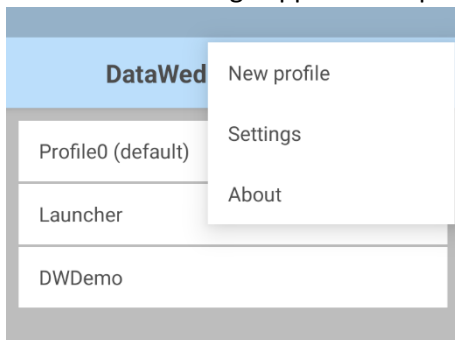 DataWed
New profile
Settings
About
Profile0 (default)
Launcher
DWDemo